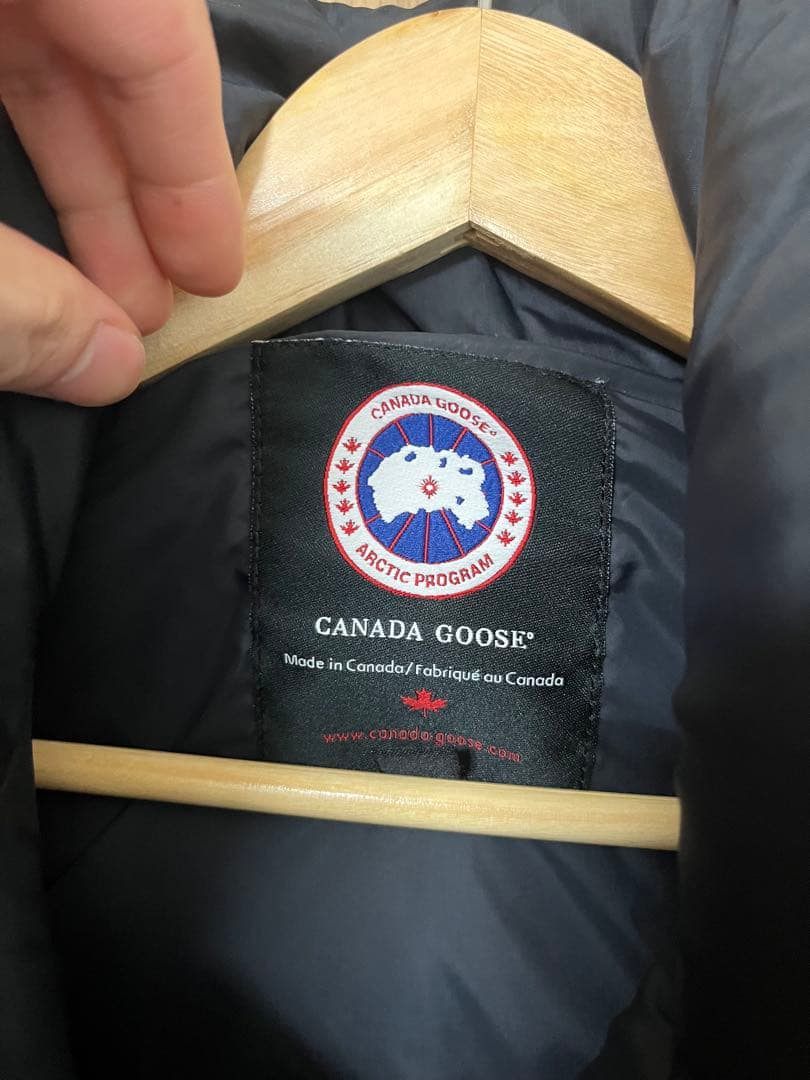 CANADA GOOSE®
ARCTIC PROGRAM
CANADA GOOSE®
Made in Canada/Fabriqué au Canada
www.canada-goose.com